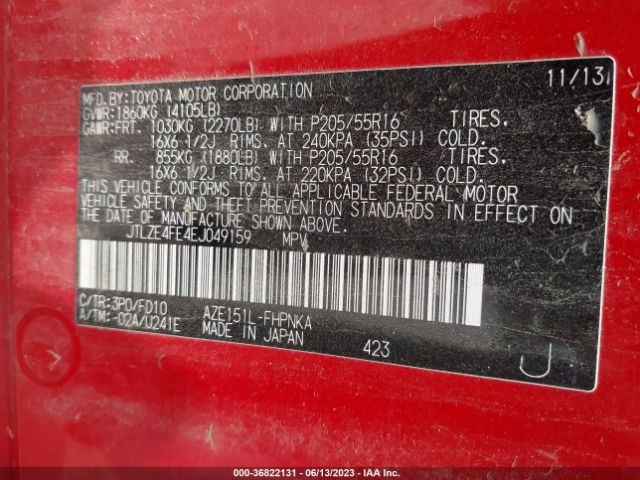 MFD.BY:TOYOTA MOTOR CORPORATION 11/13
GVWR:1860KG (4105LB)
GAWR:FRT. 1030KG (2270LB) WITH P205/55R16 TIRES.
16X6 1/2J RIMS. AT 240KPA (35PSI) COLD.
RR. 855KG (1880LB) WITH P205/55R16 TIRES.
16X6 1/2J RIMS. AT 220KPA (32PSI) COLD.
THIS VEHICLE CONFORMS TO ALL APPLICABLE FEDERAL MOTOR
VEHICLE SAFETY AND THEFT PREVENTION STANDARDS IN EFFECT ON
THE DATE OF MANUFACTURE SHOWN ABOVE.
JTLZE4FE4EJ049159 MPV
C/TR:3P0/FD10 AZE151L-FHPNKA
A/TM:-02A/U241E MADE IN JAPAN
423
U
000-36822131 - 06/13/2023 - IAA Inc.